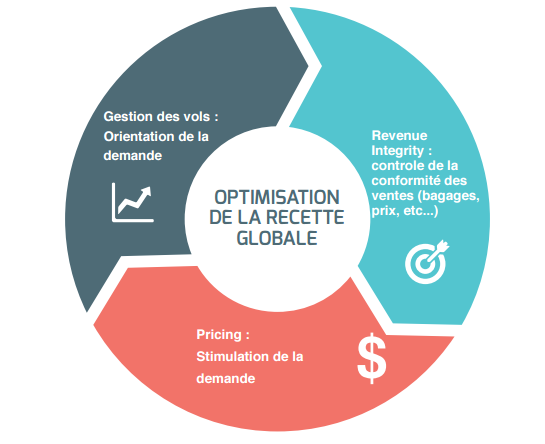 Gestion des vols :
Orientation de la
demande
Revenue
Integrity :
controle de la
conformité des
ventes (bagages,
prix, etc...)
OPTIMISATION
DE LA RECETTE
GLOBALE
Pricing :
Stimulation de la
demande
$